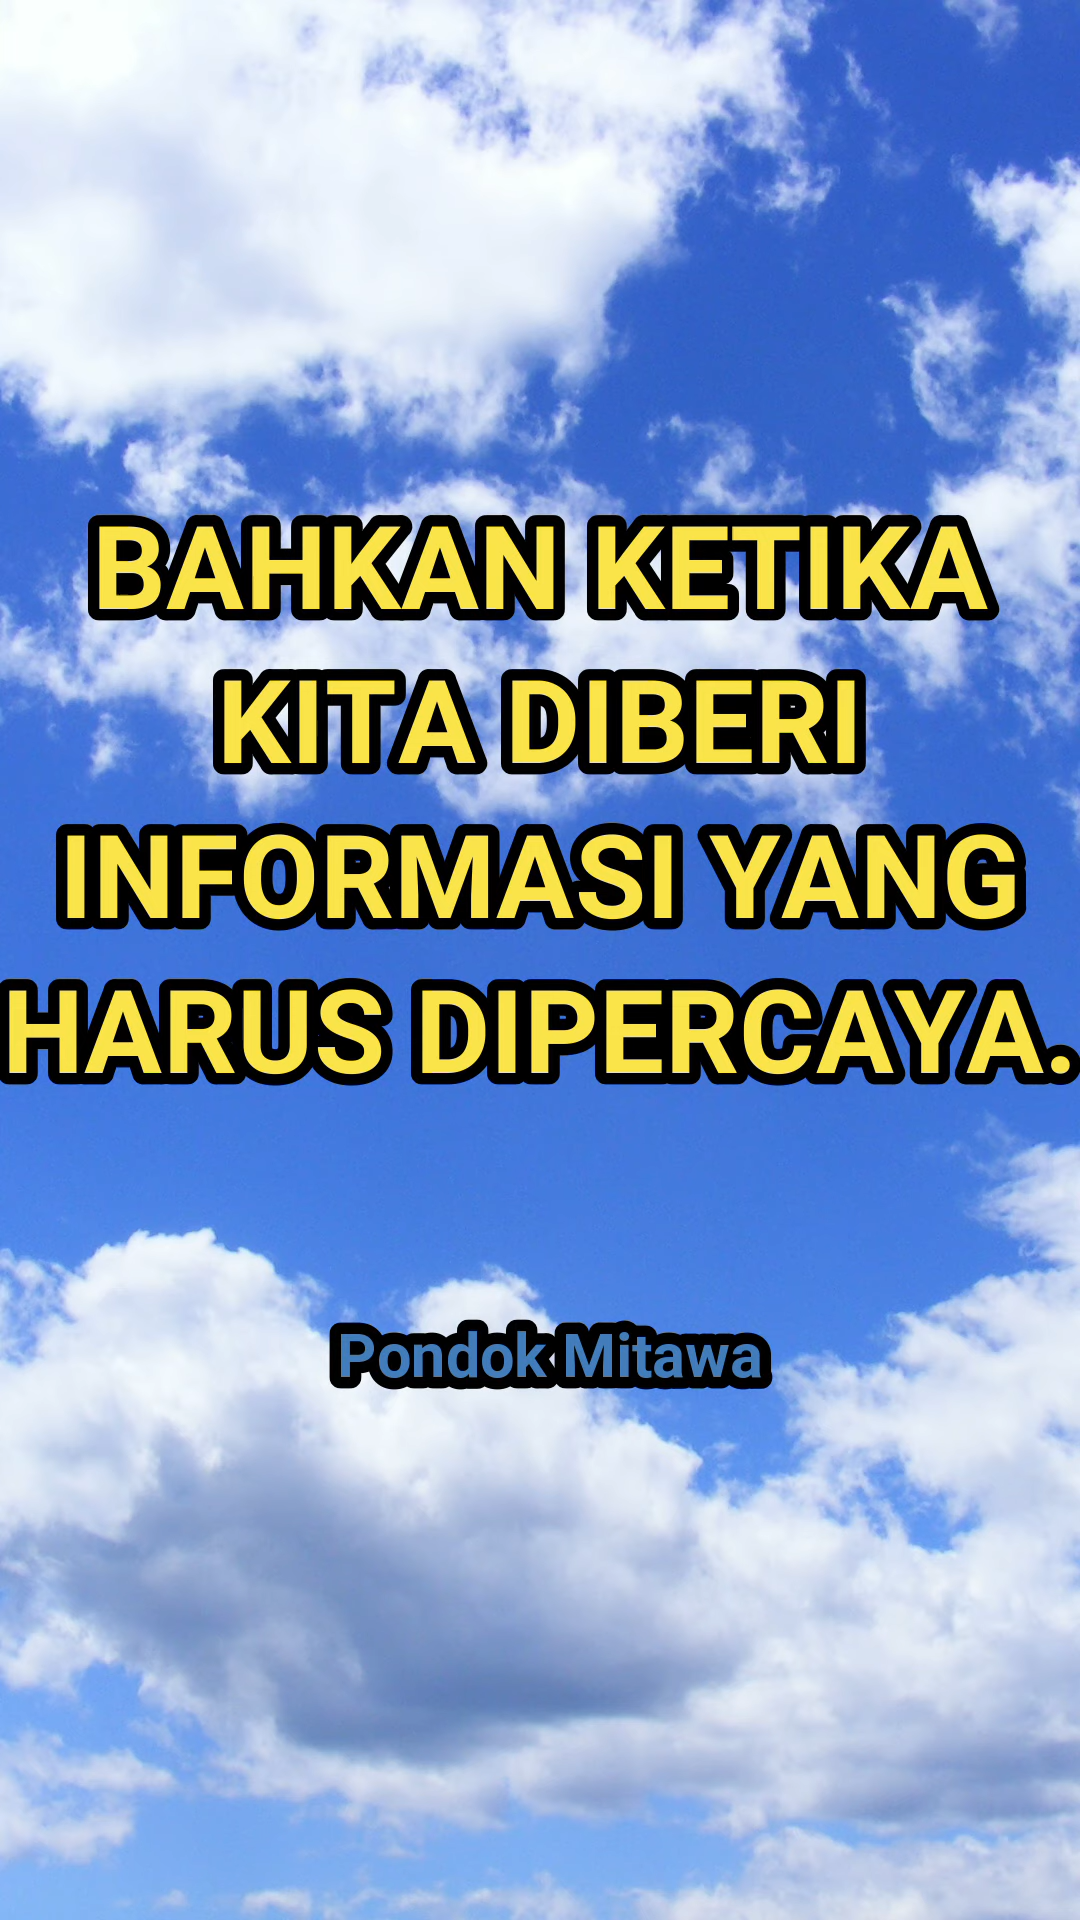 BAHKAN KETIKA
KITA DIBERI
INFORMASI YANG
HARUS DIPERCAYA.
Pondok Mitawa